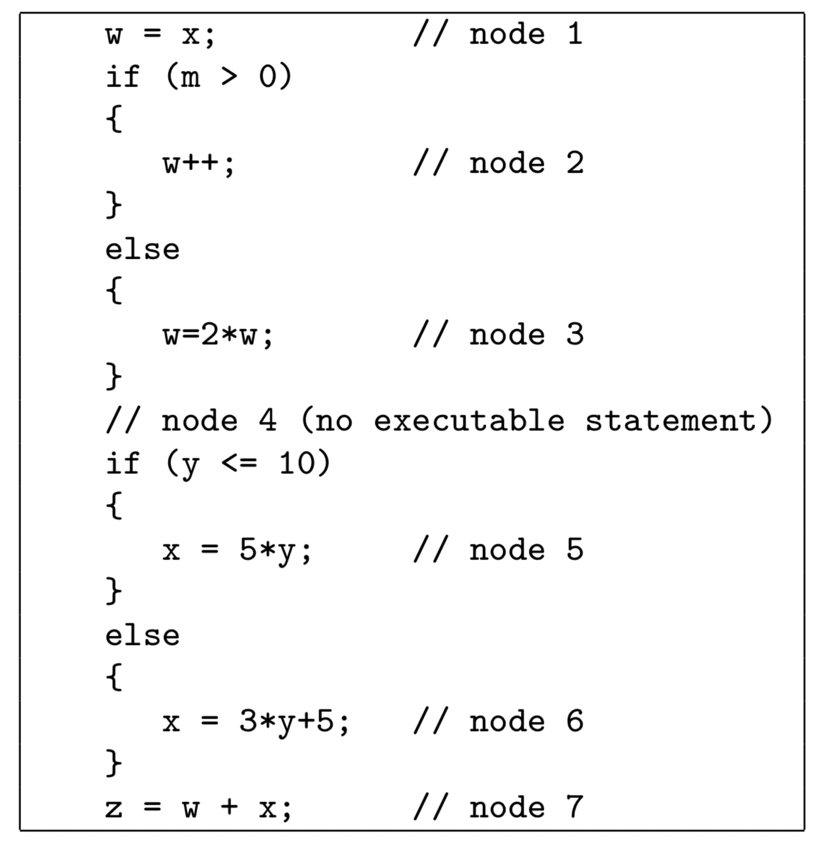 w = x; // node 1
if (m > 0)
{
w++; // node 2
}
else
{
w=2*w; // node 3
}
// node 4 (no executable statement)
if (y <= 10)
{
x = 5*y; // node 5
}
else
{
x = 3*y+5; // node 6
}
z = w + x; // node 7